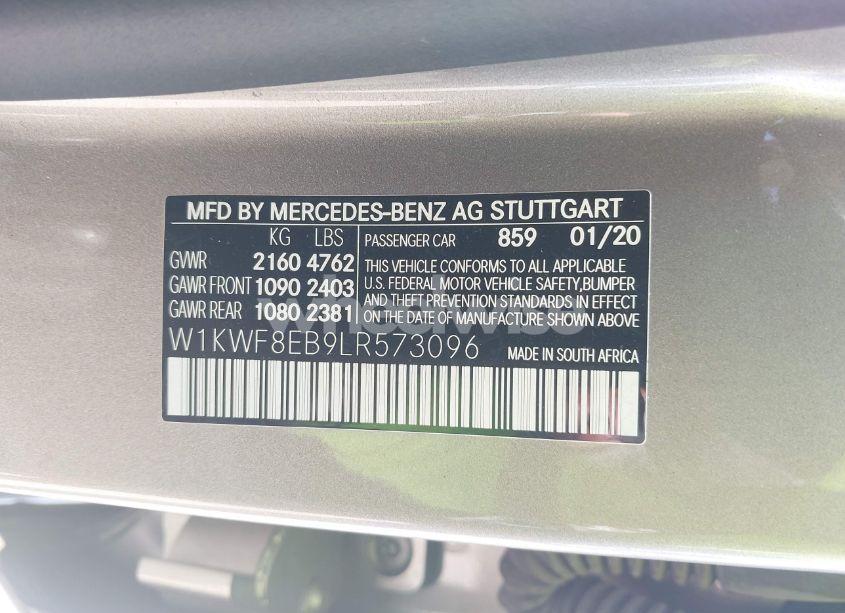 MFD BY MERCEDES-BENZ AG STUTTGART
KG LBS PASSENGER CAR 859 01/20
GVWR 2160 4762
GAWR FRONT 1090 2403
GAWR REAR 1080 2381
THIS VEHICLE CONFORMS TO ALL APPLICABLE
U.S. FEDERAL MOTOR VEHICLE SAFETY,BUMPER
AND THEFT PREVENTION STANDARDS IN EFFECT
ON THE DATE OF MANUFACTURE SHOWN ABOVE
W1KWF8EB9LR573096 MADE IN SOUTH AFRICA